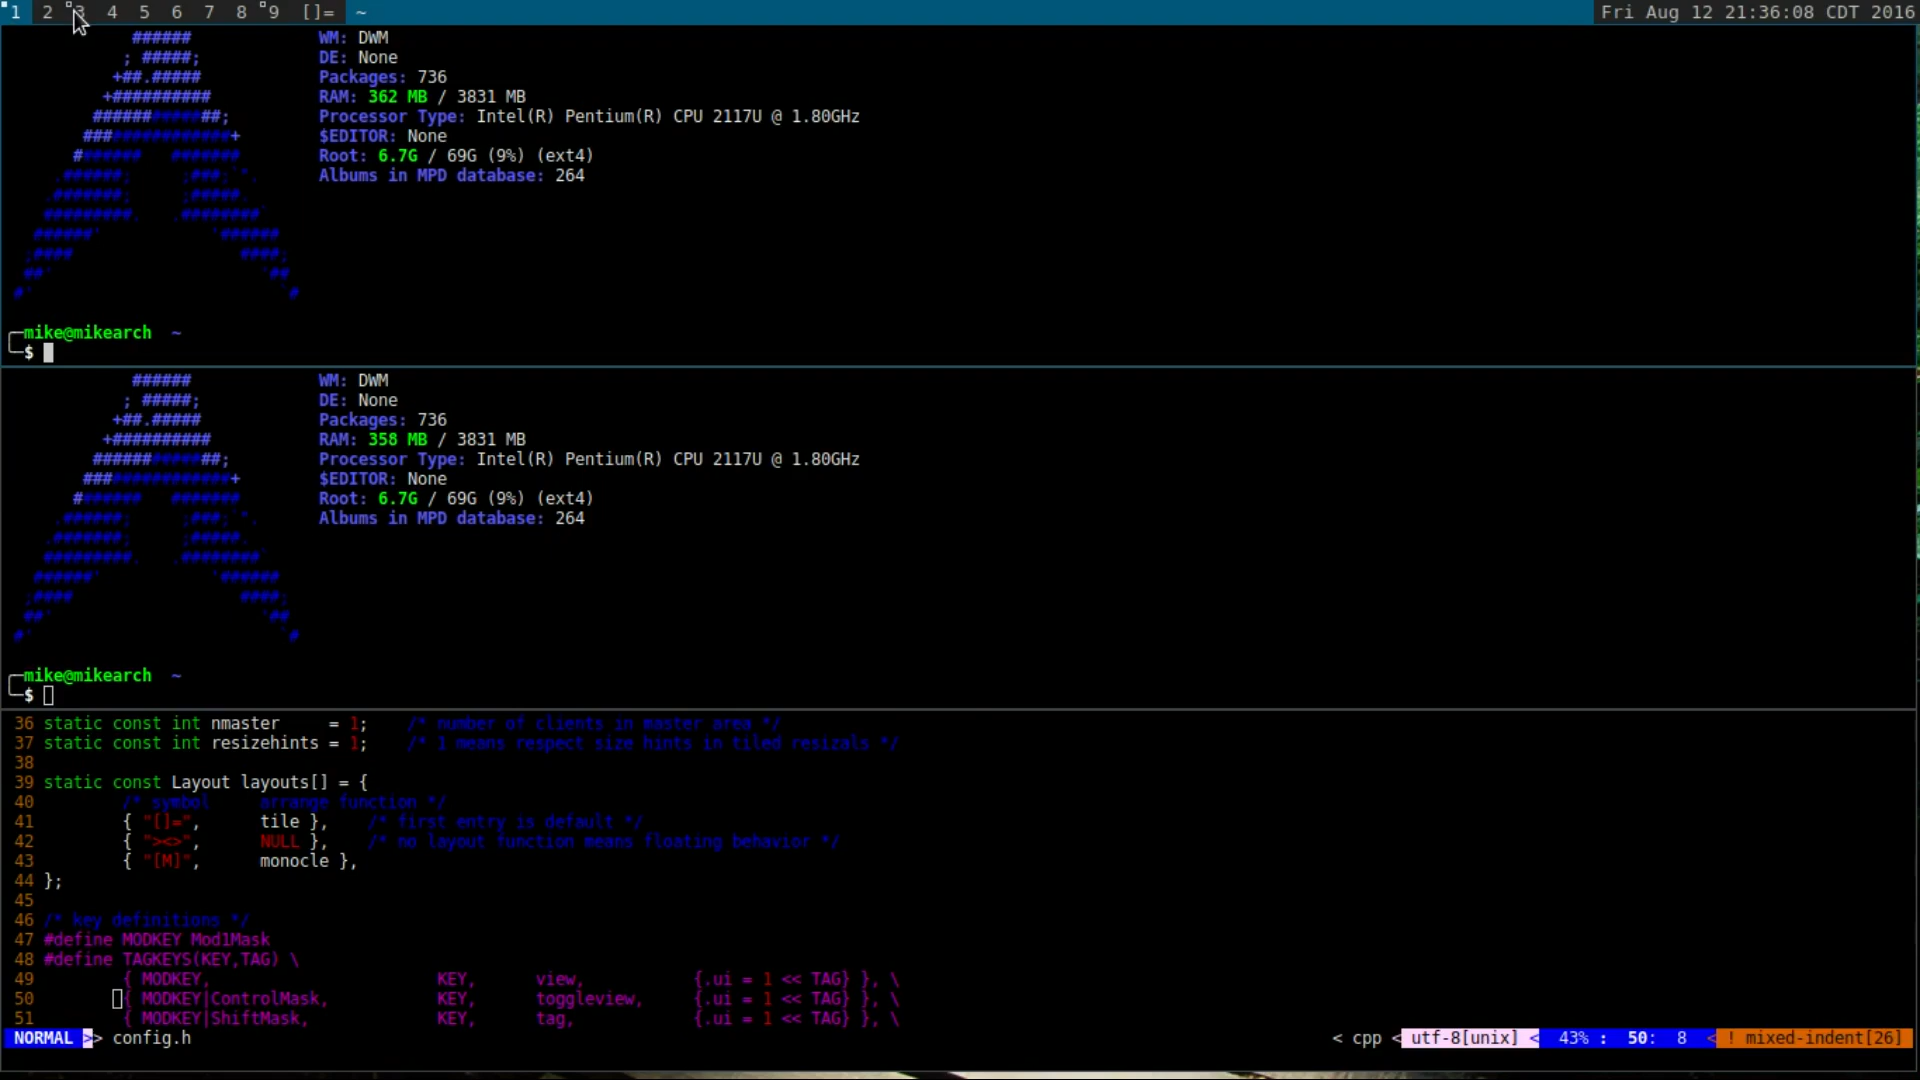 1 2 3 4 5 6 7 8 9 []= ~ Fri Aug 12 21:36:08 CDT 2016
###### WM: DWM
; #####; DE: None
+##.##### Packages: 736
+########## RAM: 362 MB / 3831 MB
#############; Processor Type: Intel(R) Pentium(R) CPU 2117U @ 1.80GHz
###############+ $EDITOR: None
####### ####### Root: 6.7G / 69G (9%) (ext4)
.######; ;###;`". Albums in MPD database: 264
.#######; ;#####.
#########. .########`
######' '######
;#### ####;
##' '##
#' `#
mike@mikearch ~
$
###### WM: DWM
; #####; DE: None
+##.##### Packages: 736
+########## RAM: 358 MB / 3831 MB
#############; Processor Type: Intel(R) Pentium(R) CPU 2117U @ 1.80GHz
###############+ $EDITOR: None
####### ####### Root: 6.7G / 69G (9%) (ext4)
.######; ;###;`". Albums in MPD database: 264
.#######; ;#####.
#########. .########`
######' '######
;#### ####;
##' '##
#' `#
mike@mikearch ~
$
36 static const int nmaster = 1; /* number of clients in master area */
37 static const int resizehints = 1; /* 1 means respect size hints in tiled resizals */
38
39 static const Layout layouts[] = {
40 /* symbol arrange function */
41 { "[]=", tile }, /* first entry is default */
42 { "><>", NULL }, /* no layout function means floating behavior */
43 { "[M]", monocle },
44 };
45
46 /* key definitions */
47 #define MODKEY Mod1Mask
48 #define TAGKEYS(KEY,TAG) \
49 { MODKEY, KEY, view, {.ui = 1 << TAG} }, \
50 { MODKEY|ControlMask, KEY, toggleview, {.ui = 1 << TAG} }, \
51 { MODKEY|ShiftMask, KEY, tag, {.ui = 1 << TAG} }, \
NORMAL >> config.h < cpp < utf-8[unix] < 43% : 50: 8 < ! mixed-indent[26]